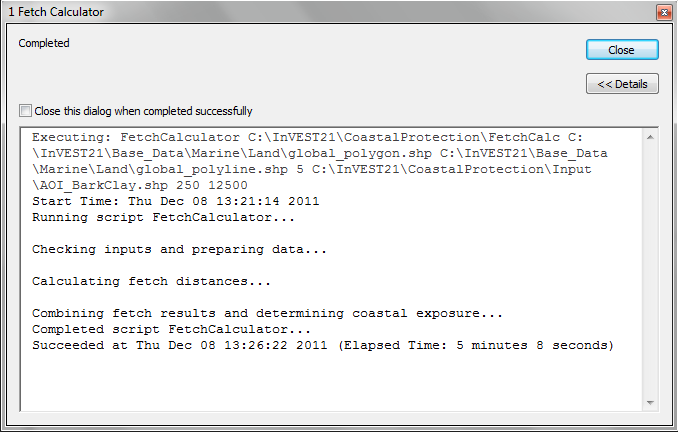 1 Fetch Calculator
Completed
Close
<< Details
Close this dialog when completed successfully
Executing: FetchCalculator C:\InVEST21\CoastalProtection\FetchCalc C:
\InVEST21\Base_Data\Marine\Land\global_polygon.shp C:\InVEST21\Base_Data
\Marine\Land\global_polyline.shp 5 C:\InVEST21\CoastalProtection\Input
\AOI_BarkClay.shp 250 12500
Start Time: Thu Dec 08 13:21:14 2011
Running script FetchCalculator...
Checking inputs and preparing data...
Calculating fetch distances...
Combining fetch results and determining coastal exposure...
Completed script FetchCalculator...
Succeeded at Thu Dec 08 13:26:22 2011 (Elapsed Time: 5 minutes 8 seconds)